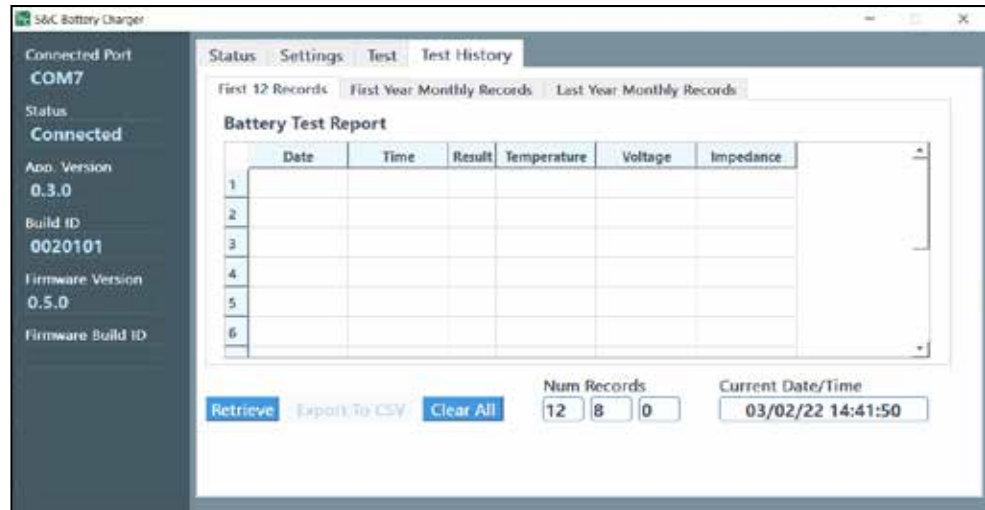 S&C Battery Charger
Connected Port
COM7
Status
Connected
App. Version
0.3.0
Build ID
0020101
Firmware Version
0.5.0
Firmware Build ID
Status Settings Test Test History
First 12 Records First Year Monthly Records Last Year Monthly Records
Battery Test Report
Date Time Result Temperature Voltage Impedance
1
2
3
4
5
6
Num Records Current Date/Time
Retrieve Export To CSV Clear All 12 8 0 03/02/22 14:41:50